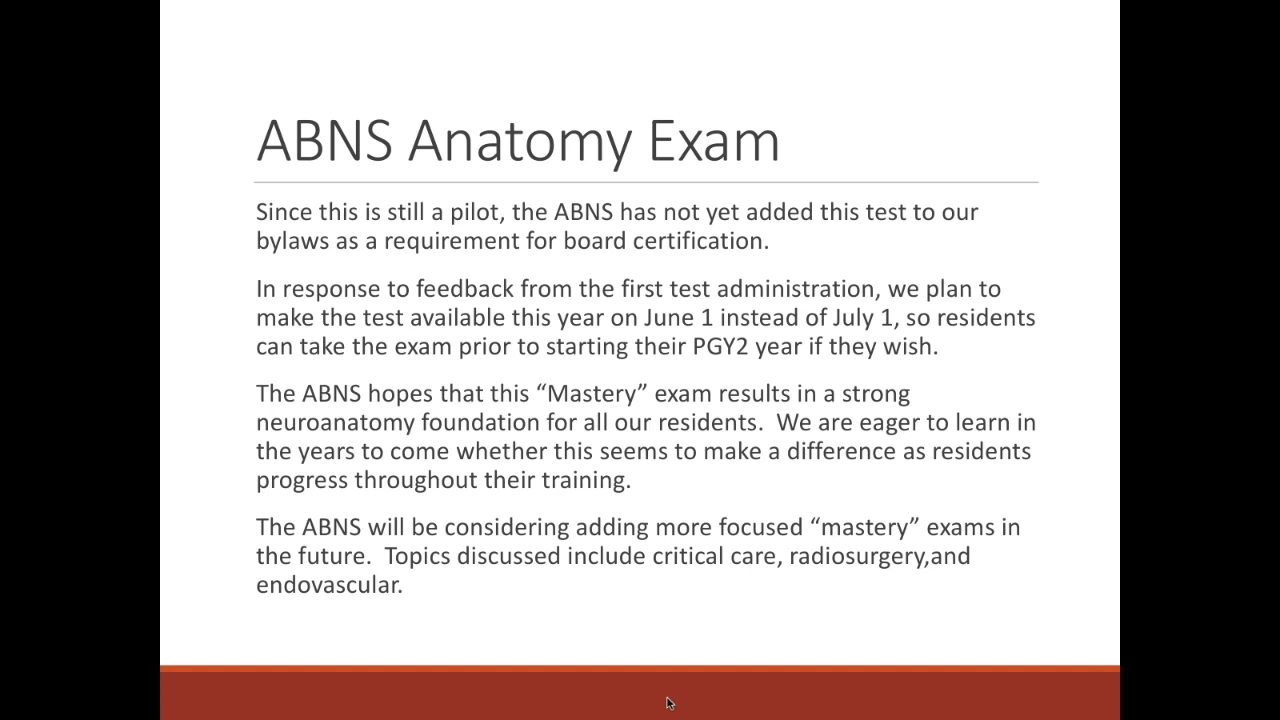 ABNS Anatomy Exam
Since this is still a pilot, the ABNS has not yet added this test to our
bylaws as a requirement for board certification.
In response to feedback from the first test administration, we plan to
make the test available this year on June 1 instead of July 1, so residents
can take the exam prior to starting their PGY2 year if they wish.
The ABNS hopes that this “Mastery” exam results in a strong
neuroanatomy foundation for all our residents.  We are eager to learn in
the years to come whether this seems to make a difference as residents
progress throughout their training.
The ABNS will be considering adding more focused “mastery” exams in
the future.  Topics discussed include critical care, radiosurgery,and
endovascular.